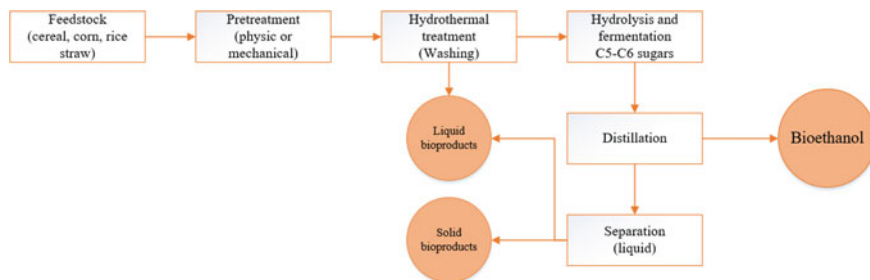 Feedstock
(cereal, corn, rice
straw)
Pretreatment
(physic or
mechanical)
Hydrothermal
treatment
(Washing)
Hydrolysis and
fermentation
C5-C6 sugars
Liquid
bioproducts
Distillation
Bioethanol
Solid
bioproducts
Separation
(liquid)